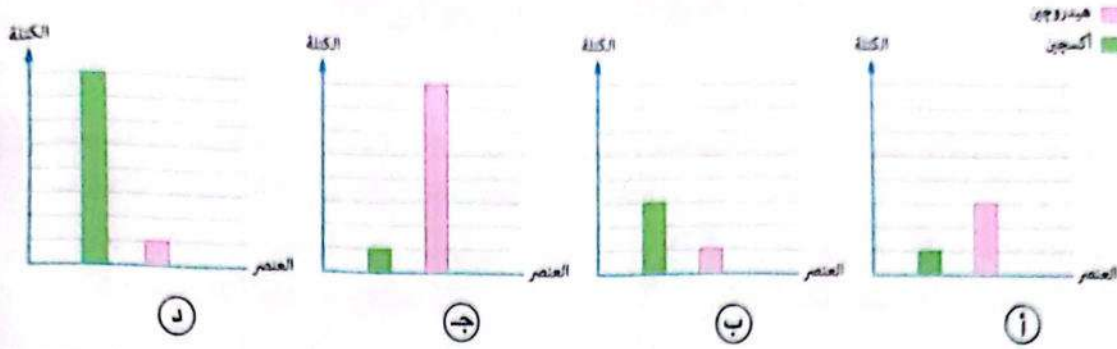 هيدروجين
أكسجين
الكتلة
العنصر
أ
الكتلة
العنصر
ب
الكتلة
العنصر
جـ
الكتلة
العنصر
د